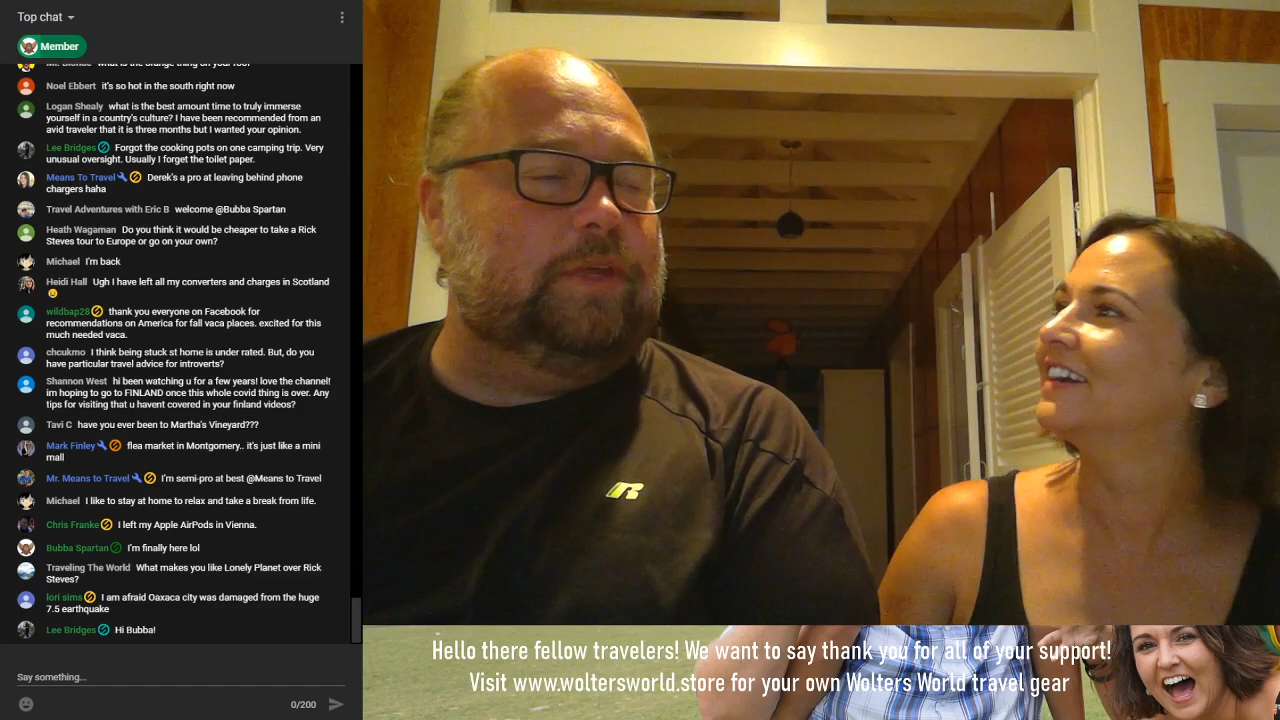 Top chat
Member
Mr. Blonde what is the orange thing on your roof
Noel Ebbert it's so hot in the south right now
Logan Shealy what is the best amount time to truly immerse
yourself in a country's culture? I have been recommended from an
avid traveler that it is three months but I wanted your opinion.
Lee Bridges Forgot the cooking pots on one camping trip. Very
unusual oversight. Usually I forget the toilet paper.
Means To Travel Derek's a pro at leaving behind phone
chargers haha
Travel Adventures with Eric B welcome @Bubba Spartan
Heath Wagaman Do you think it would be cheaper to take a Rick
Steves tour to Europe or go on your own?
Michael I'm back
Heidi Hall Ugh I have left all my converters and charges in Scotland
wildbap28 thank you everyone on Facebook for
recommendations on America for fall vaca places. excited for this
much needed vaca.
chcukmo I think being stuck st home is under rated. But, do you
have particular travel advice for introverts?
Shannon West hi been watching u for a few years! love the channel!
im hoping to go to FINLAND once this whole covid thing is over. Any
tips for visiting that u havent covered in your finland videos?
Tavi C have you ever been to Martha's Vineyard???
Mark Finley flea market in Montgomery.. it's just like a mini
mall
Mr. Means to Travel I'm semi-pro at best @Means to Travel
Michael I like to stay at home to relax and take a break from life.
Chris Franke I left my Apple AirPods in Vienna.
Bubba Spartan I'm finally here lol
Traveling The World What makes you like Lonely Planet over Rick
Steves?
lori sims I am afraid Oaxaca city was damaged from the huge
7.5 earthquake
Lee Bridges Hi Bubba!
Say something...
0/200
Hello there fellow travelers! We want to say thank you for all of your support!
Visit www.woltersworld.store for your own Wolters World travel gear